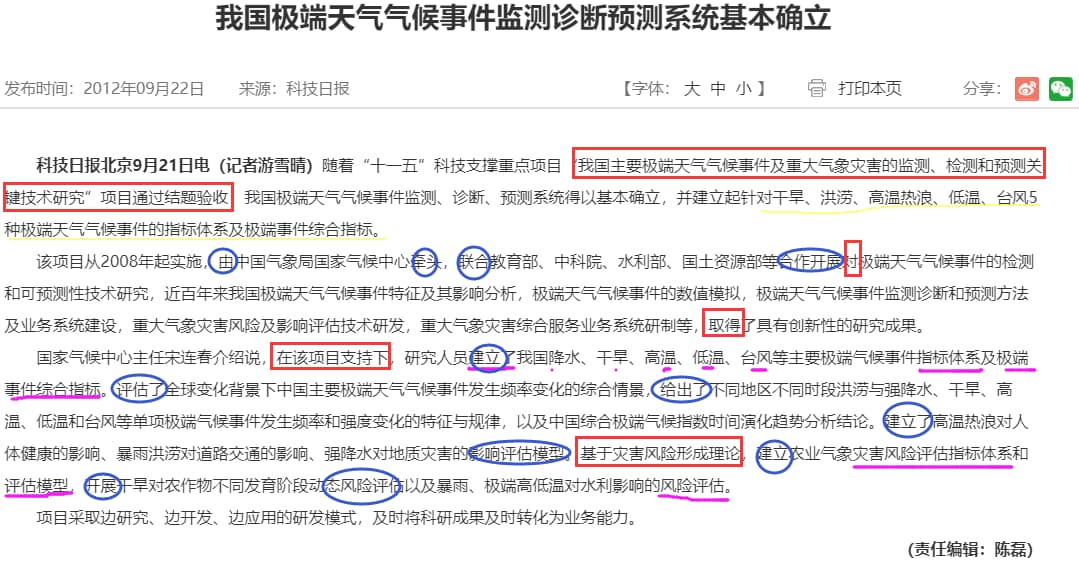 我国极端天气气候事件监测诊断预测系统基本确立
发布时间：2012年09月22日 来源：科技日报 【字体： 大 中 小 】 打印本页 分享：
科技日报北京9月21日电（记者游雪晴）随着“十一五”科技支撑重点项目“我国主要极端天气气候事件及重大气象灾害的监测、检测和预测关
键技术研究”项目通过结题验收 我国极端天气气候事件监测、诊断、预测系统得以基本确立，并建立起针对干旱、洪涝、高温热浪、低温、台风5
种极端天气气候事件的指标体系及极端事件综合指标。
该项目从2008年起实施，由中国气象局国家气候中心牵头，联合教育部、中科院、水利部、国土资源部等合作开展对极端天气气候事件的检测
和可预测性技术研究，近百年来我国极端天气气候事件特征及其影响分析，极端天气气候事件的数值模拟，极端天气气候事件监测诊断和预测方法
及业务系统建设，重大气象灾害风险及影响评估技术研发，重大气象灾害综合服务业务系统研制等，取得了具有创新性的研究成果。
国家气候中心主任宋连春介绍说，在该项目支持下，研究人员建立了我国降水、干旱、高温、低温、台风等主要极端气候事件指标体系及极端
事件综合指标。评估了全球变化背景下中国主要极端天气气候事件发生频率变化的综合情景，给出了不同地区不同时段洪涝与强降水、干旱、高
温、低温和台风等单项极端气候事件发生频率和强度变化的特征与规律，以及中国综合极端气候指数时间演化趋势分析结论。建立了高温热浪对人
体健康的影响、暴雨洪涝对道路交通的影响、强降水对地质灾害的影响评估模型。基于灾害风险形成理论，建立农业气象灾害风险评估指标体系和
评估模型，开展干旱对农作物不同发育阶段动态风险评估以及暴雨、极端高低温对水利影响的风险评估。
项目采取边研究、边开发、边应用的研发模式，及时将科研成果及时转化为业务能力。
（责任编辑：陈磊）